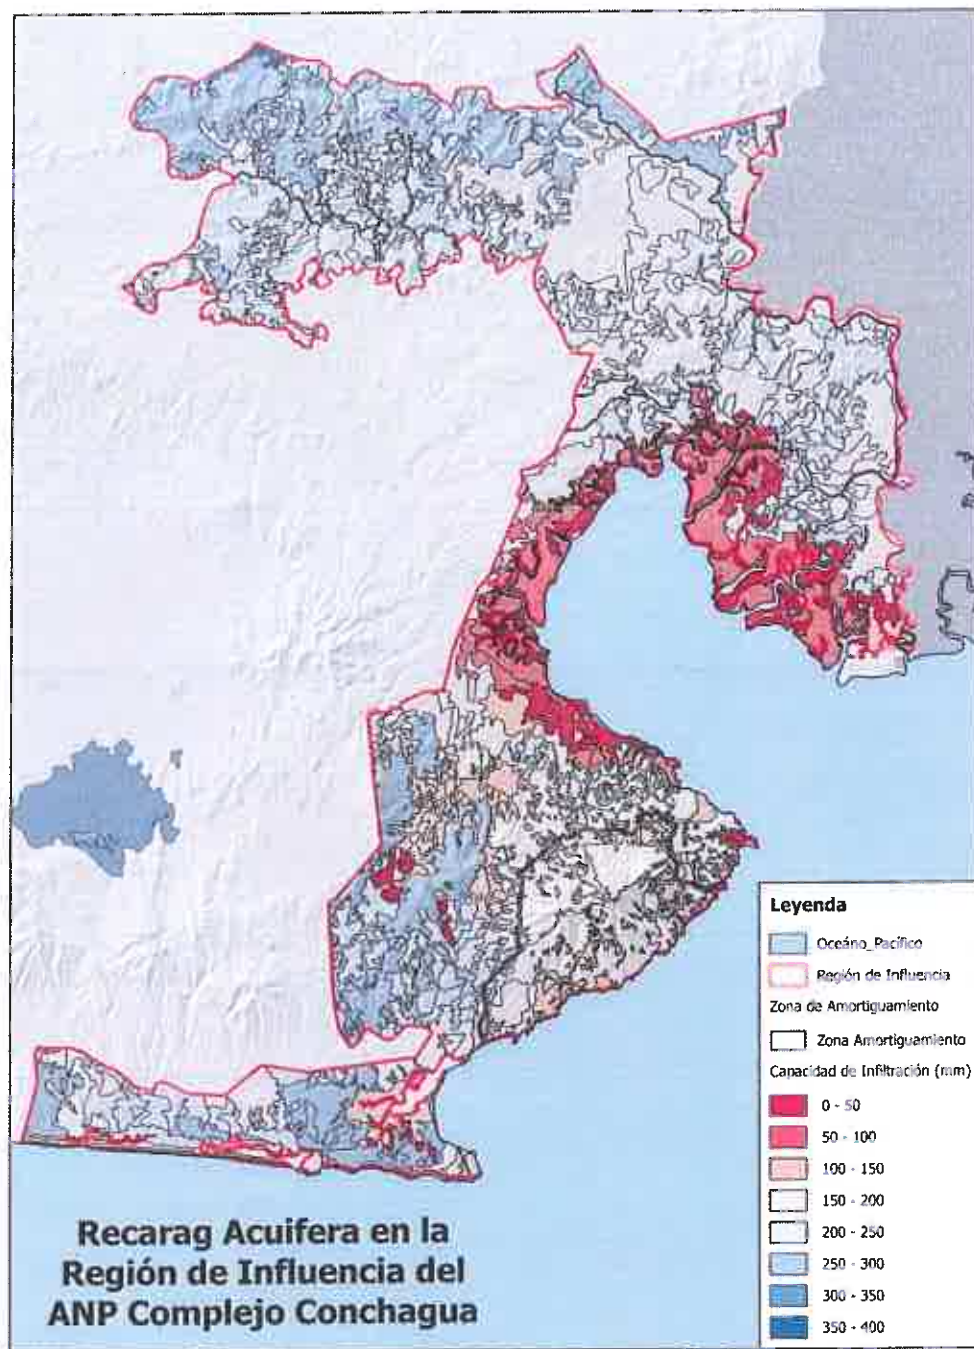 Leyenda
Oceáno_Pacífico
Región de Influencia
Zona de Amortiguamiento
Zona Amortiguamiento
Capacidad de Infiltración (mm)
0 - 50
50 - 100
100 - 150
150 - 200
200 - 250
250 - 300
300 - 350
350 - 400
Recarag Acuifera en la
Región de Influencia del
ANP Complejo Conchagua